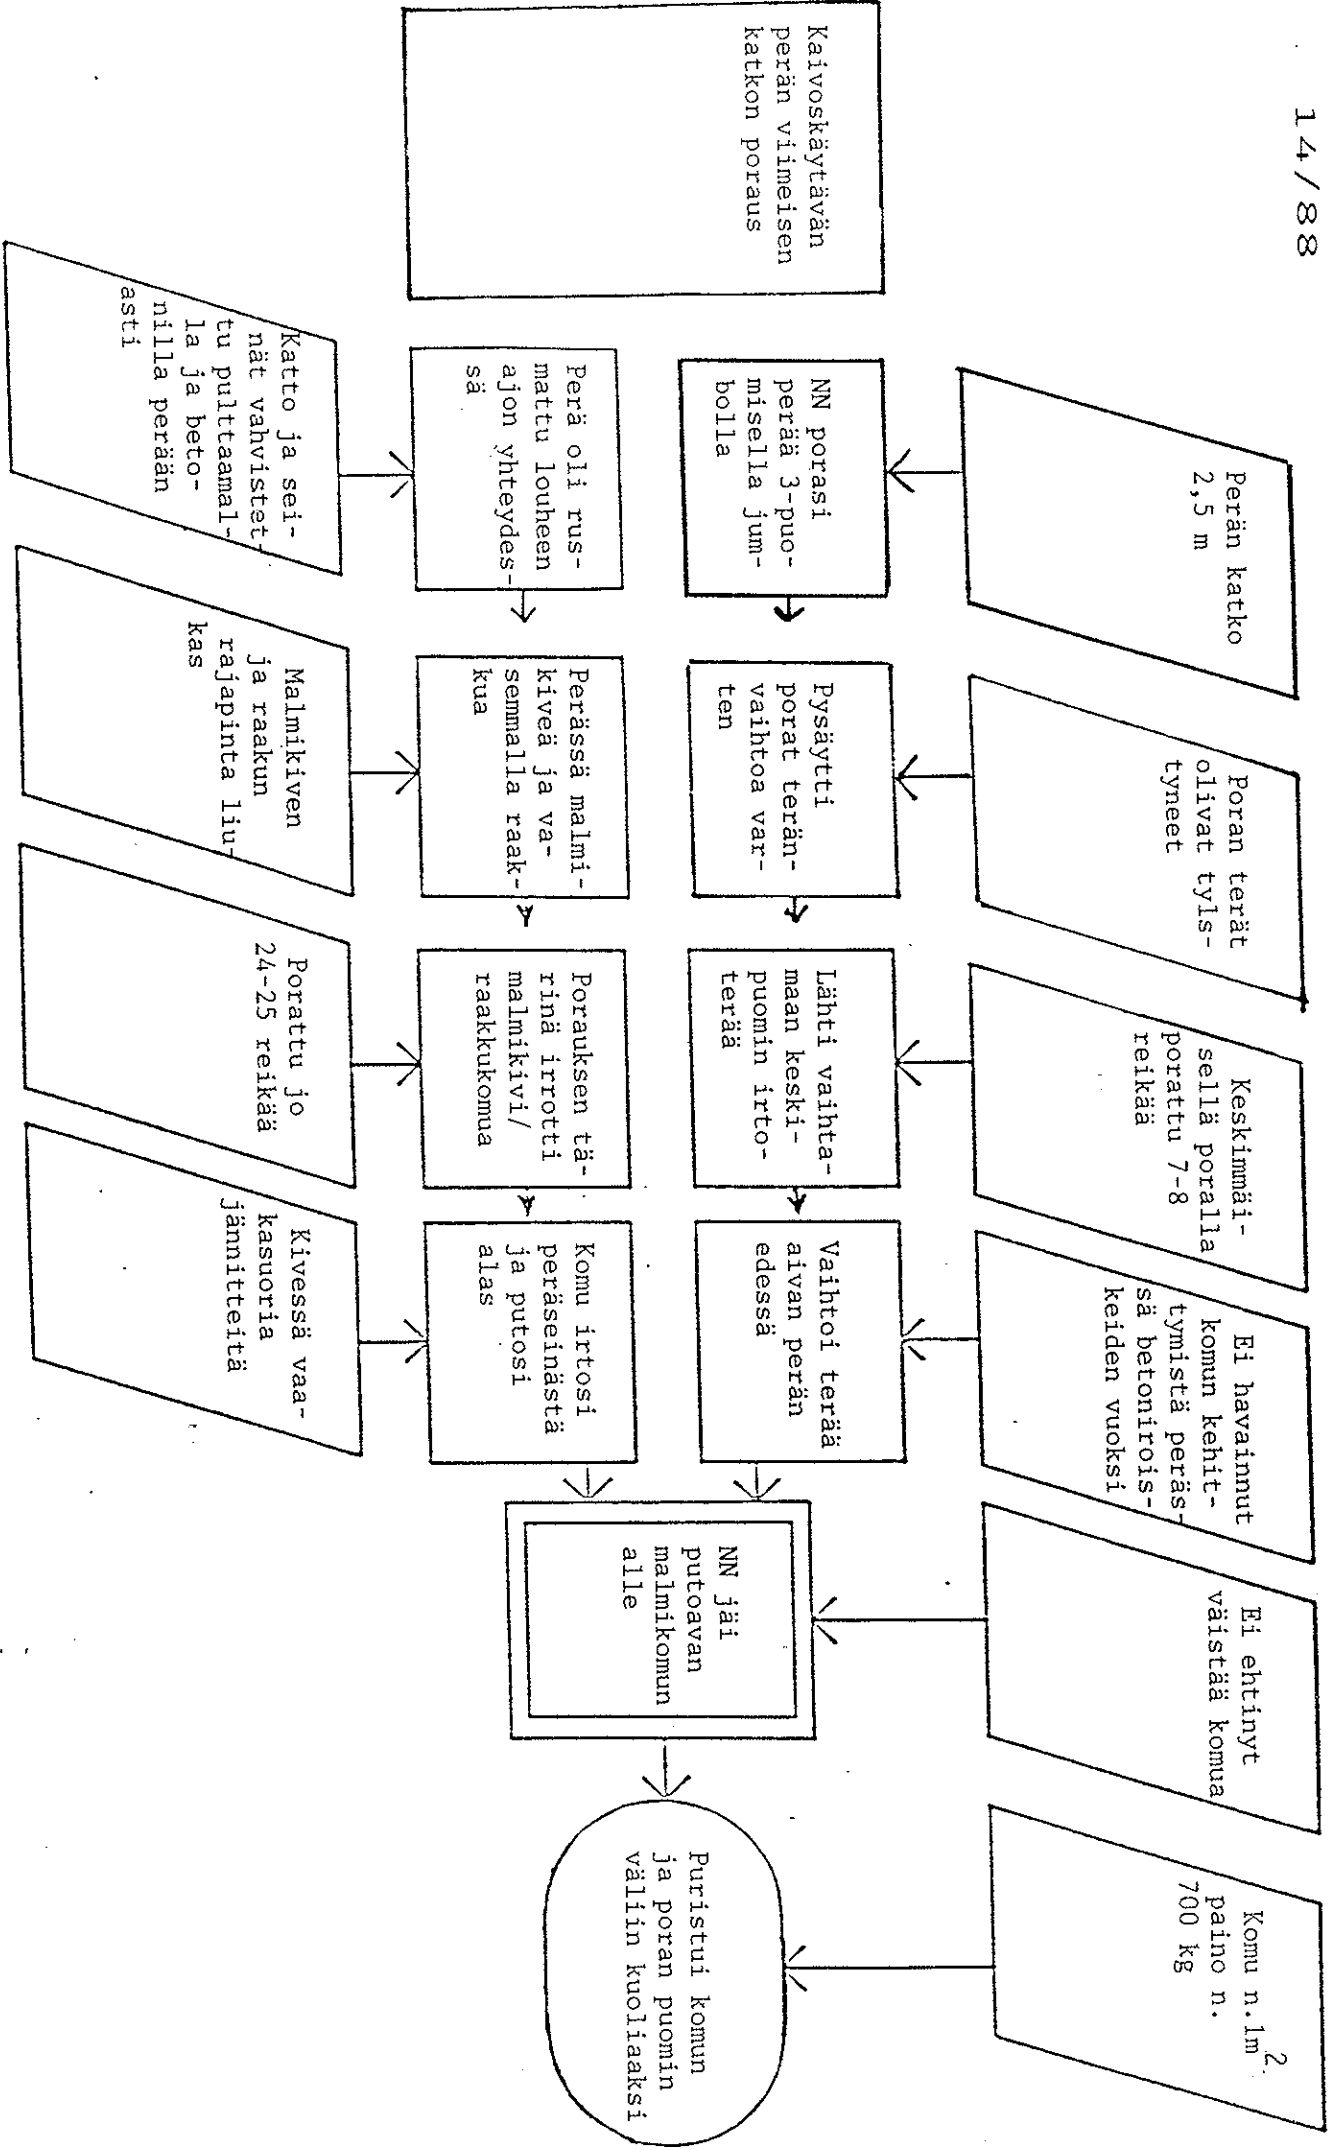 14/88
Kaivoskäytävän
perän viimeisen
katkon poraus
Perän katko
2,5 m
Poran terät
olivat tyls-
tyneet
Keskimmäi-
sellä poralla
porattu 7-8
reikää
Ei havainnut
komun kehit-
tymistä peräs-
sä betonirois-
keiden vuoksi
Ei ehtinyt
väistää komua
Komu n.1m2.
paino n.
700 kg
NN porasi
perää 3-puo-
misella jum-
bolla
Pysäytti
porat terän-
vaihtoa var-
ten
Lähti vaihta-
maan keski-
puomin irto-
terää
Vaihtoi terää
aivan perän
edessä
Perä oli rus-
mattu louheen
ajon yhteydes-
sä
Perässä malmi-
kiveä ja va-
semmalla raak-
kua
Porauksen tä-
rinä irrotti
malmikivi/
raakkukomua
Komu irtosi
peräseinästä
ja putosi
alas
NN jäi
putoavan
malmikomun
alle
Puristui komun
ja poran puomin
väliin kuoliaaksi
Katto ja sei-
nät vahvistet-
tu pulttaamal-
la ja beto-
nilla perään
asti
Malmikiven
ja raakun
rajapinta liu-
kas
Porattu jo
24-25 reikää
Kivessä vaa-
kasuoria
jännitteitä